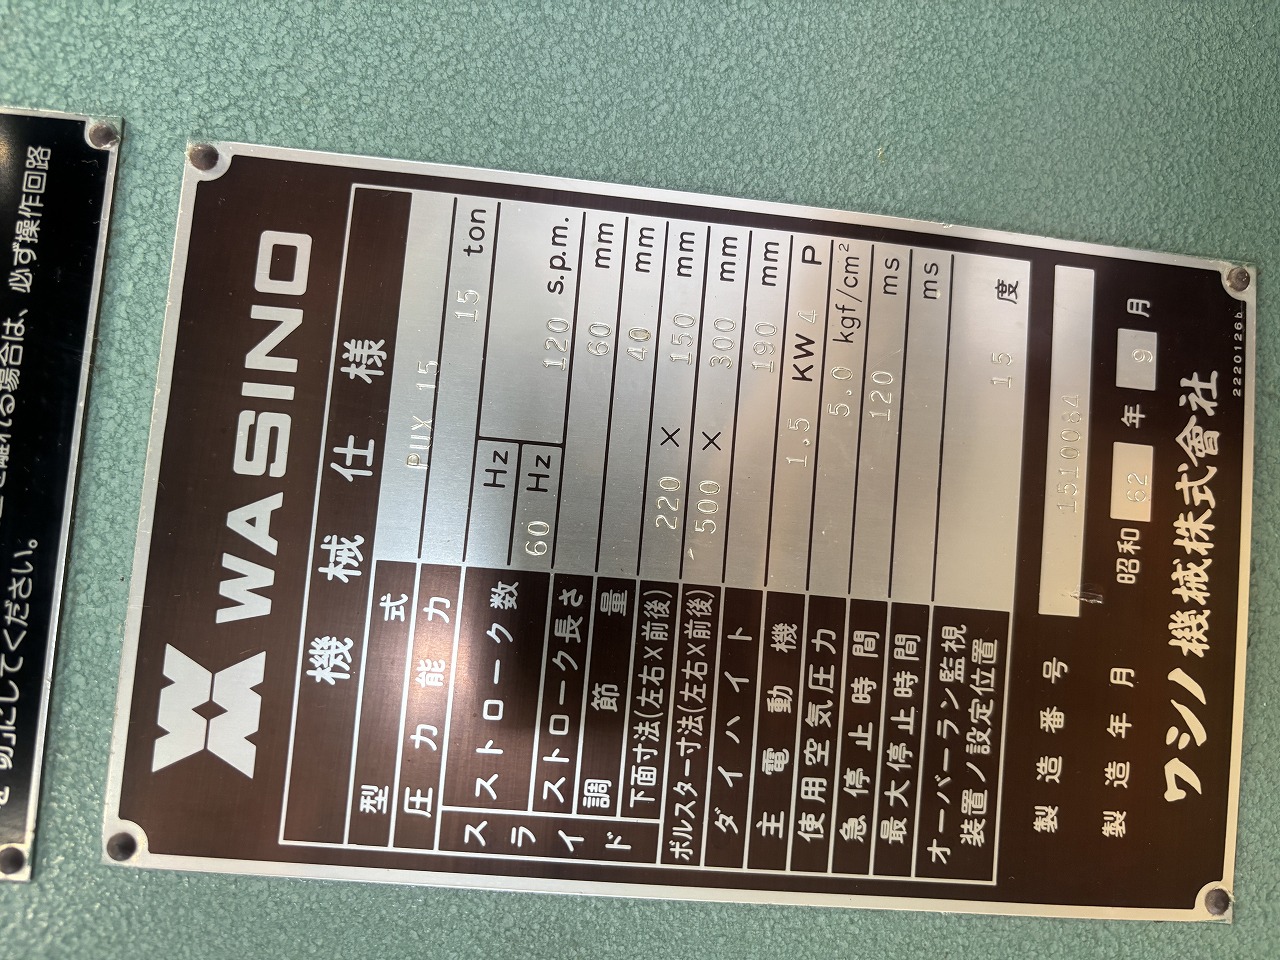 WASINO
機械仕様
型式 PUX 15
圧力能力 15 ton
スライド
ストローク数 Hz
60 Hz 120 s.p.m.
ストローク長さ 60 mm
調節量 40 mm
下面寸法(左右×前後) 220 × 150 mm
ボルスター寸法(左右×前後) 500 × 300 mm
ダイハイト 190 mm
主電動機 1.5 KW 4 P
使用空気圧力 5.0 kgf/cm²
急停止時間 120 ms
最大停止時間 ms
オーバーラン監視
装置ノ設定位置 15 度
製造番号 1510064
製造年月 昭和 62 年 9 月
ワシノ機械株式會社
2220126b
離れる場合は、必ず操作回路
切」にしてください。